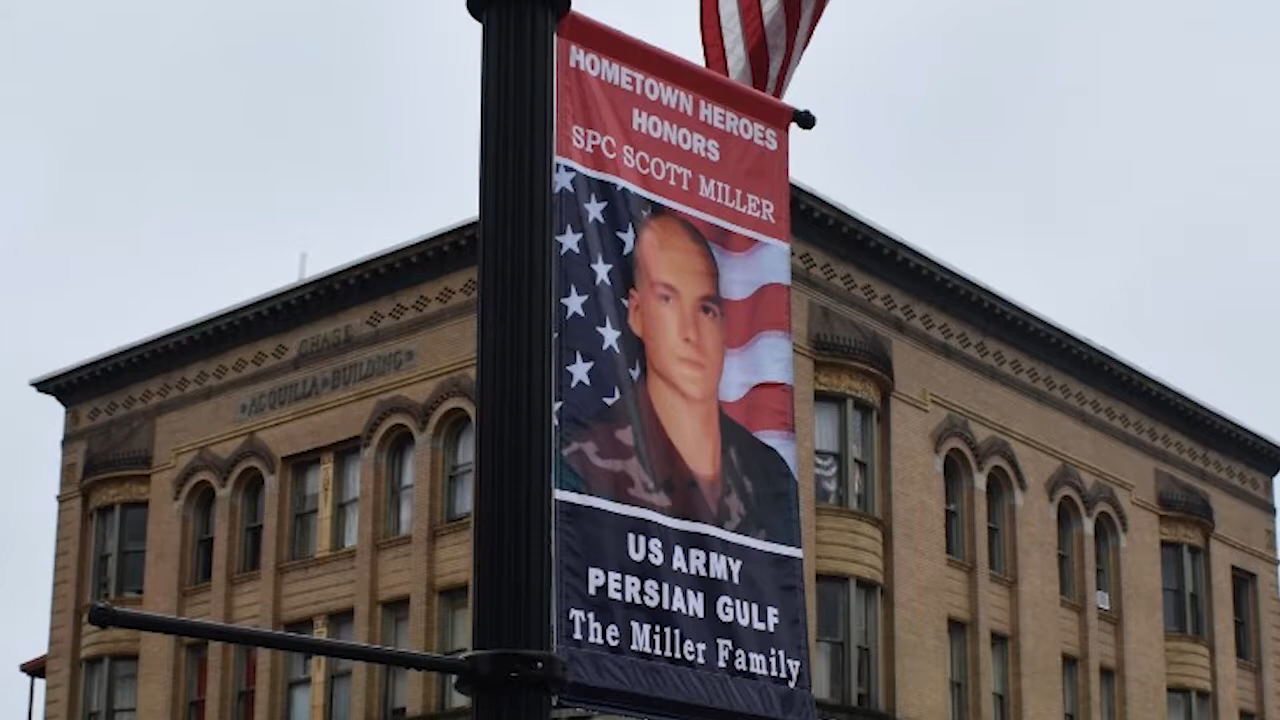 HOMETOWN HEROES
HONORS
SPC SCOTT MILLER
US ARMY
PERSIAN GULF
The Miller Family
CHASE
ACQUILLA BUILDING